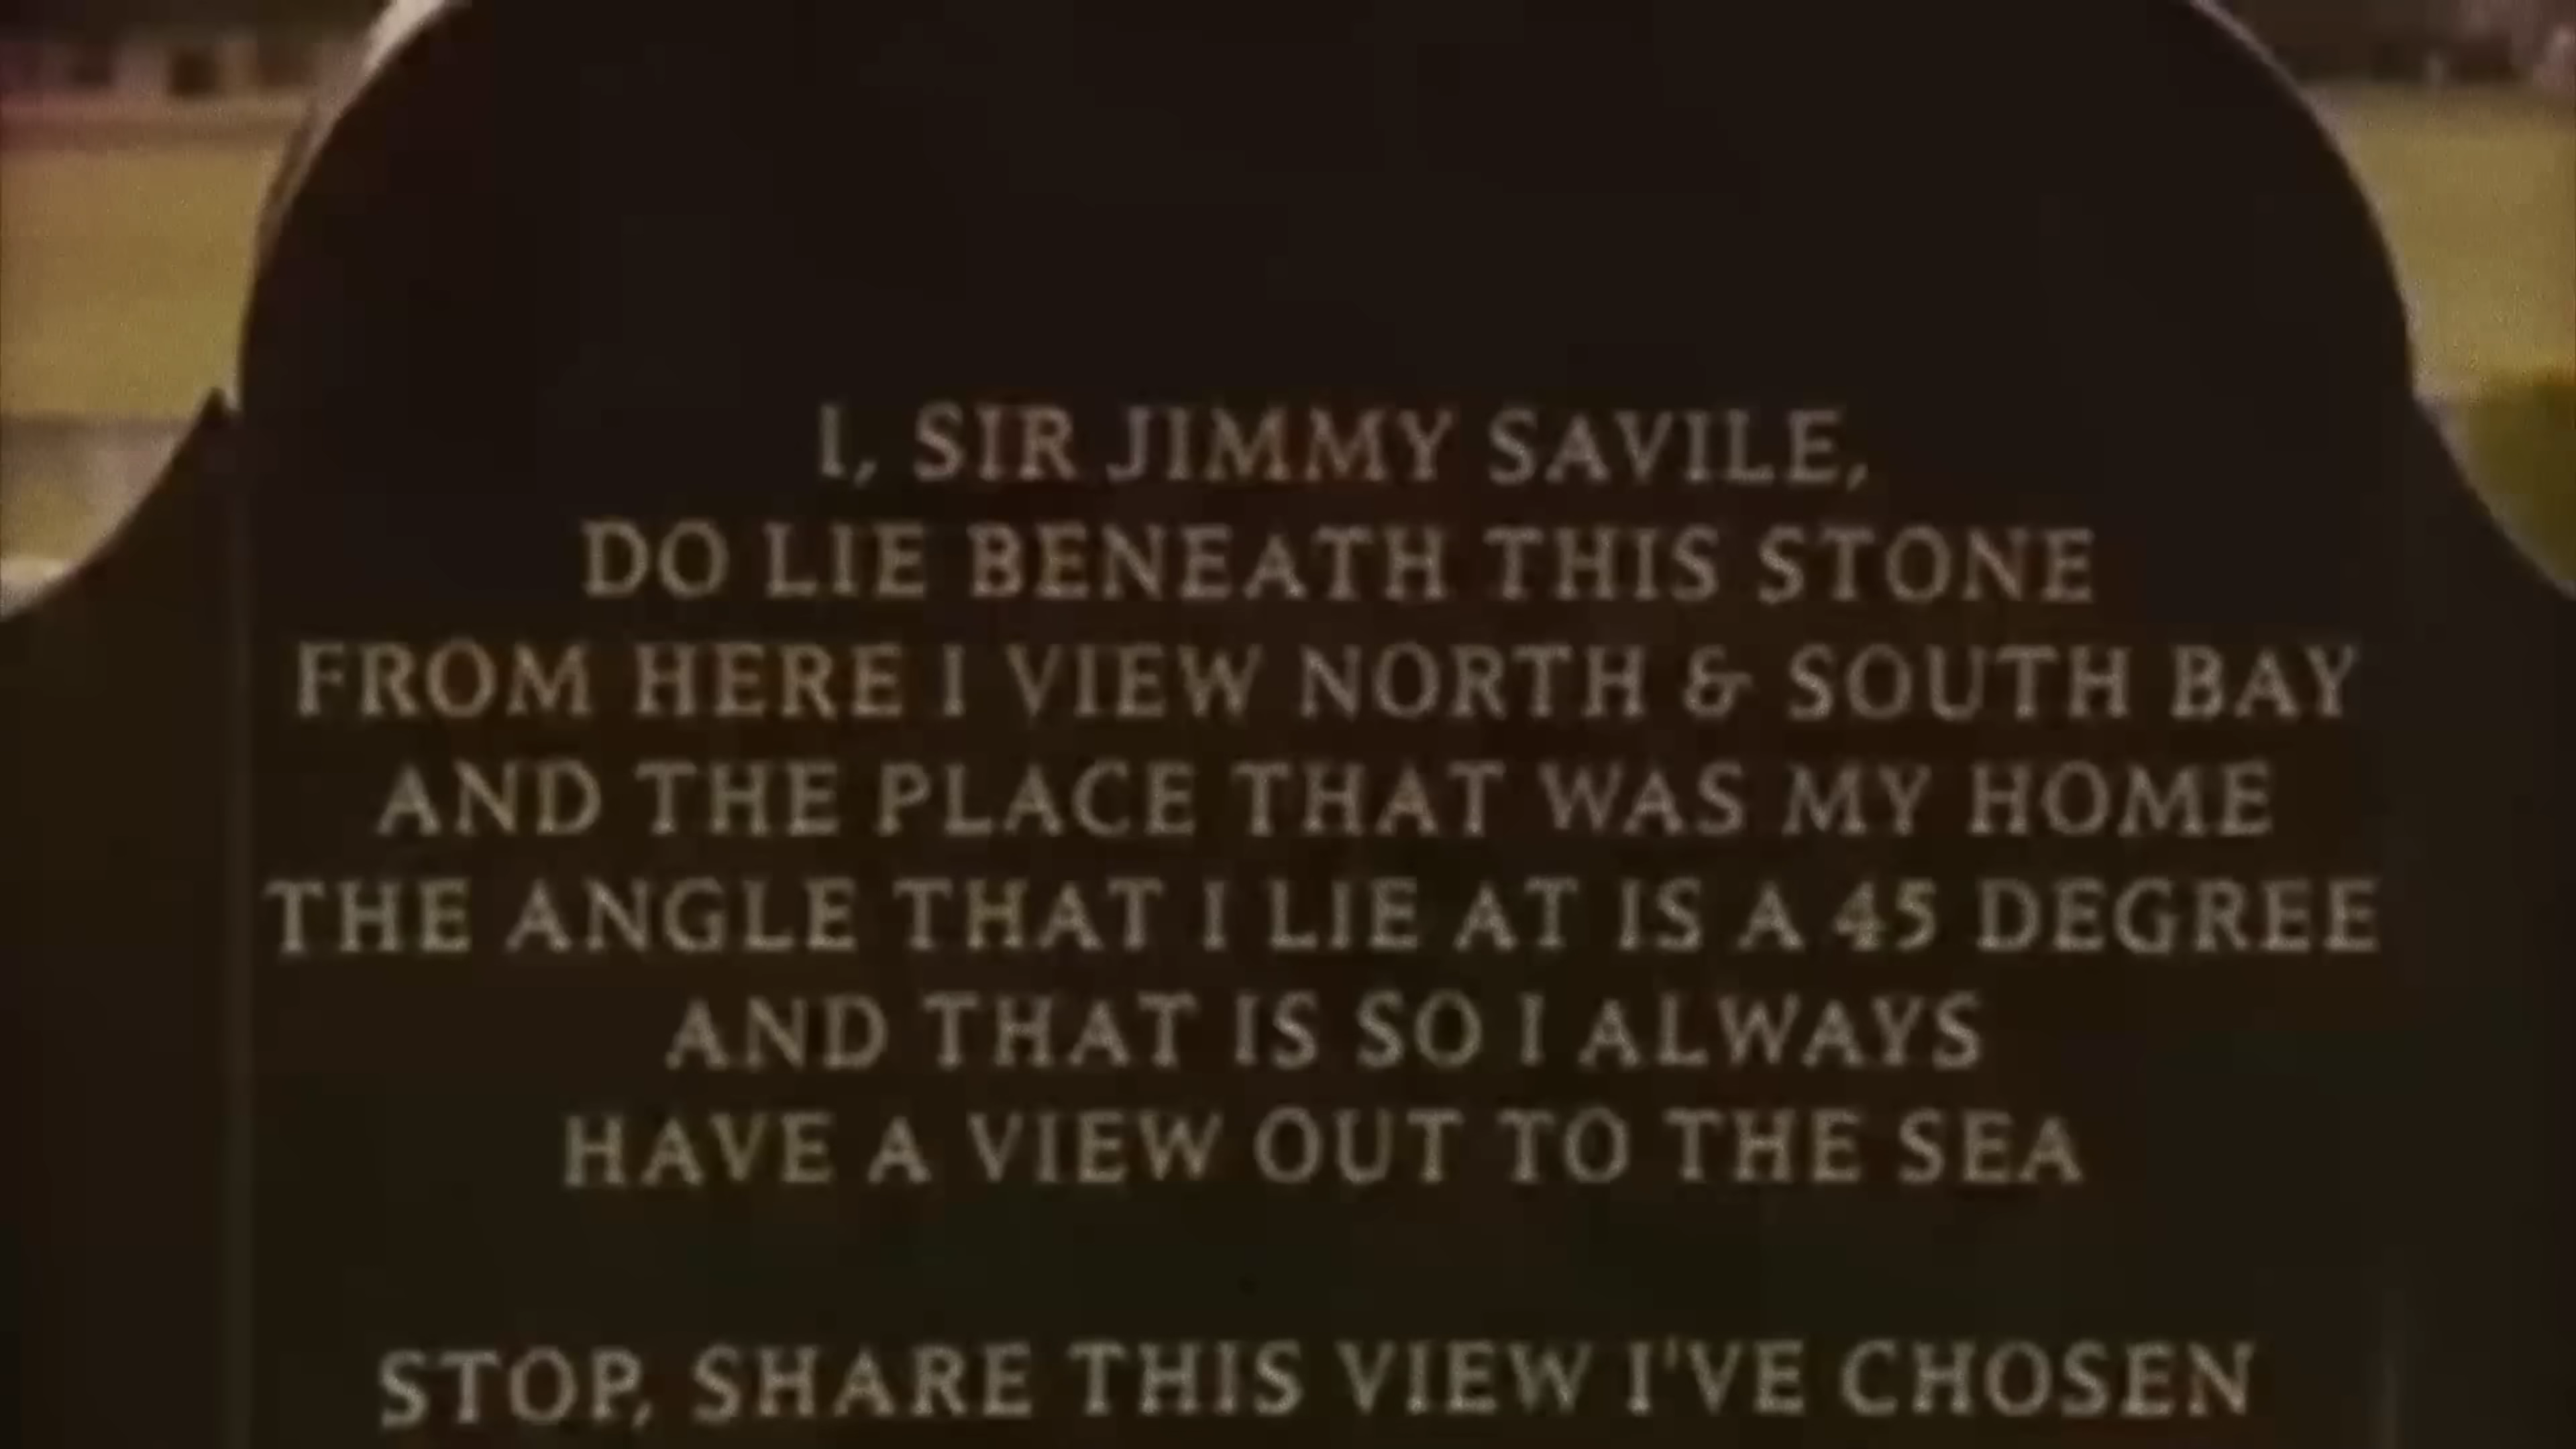 I, SIR JIMMY SAVILE,
DO LIE BENEATH THIS STONE
FROM HERE I VIEW NORTH & SOUTH BAY
AND THE PLACE THAT WAS MY HOME
THE ANGLE THAT I LIE AT IS A 45 DEGREE
AND THAT IS SO I ALWAYS
HAVE A VIEW OUT TO THE SEA
STOP, SHARE THIS VIEW I'VE CHOSEN